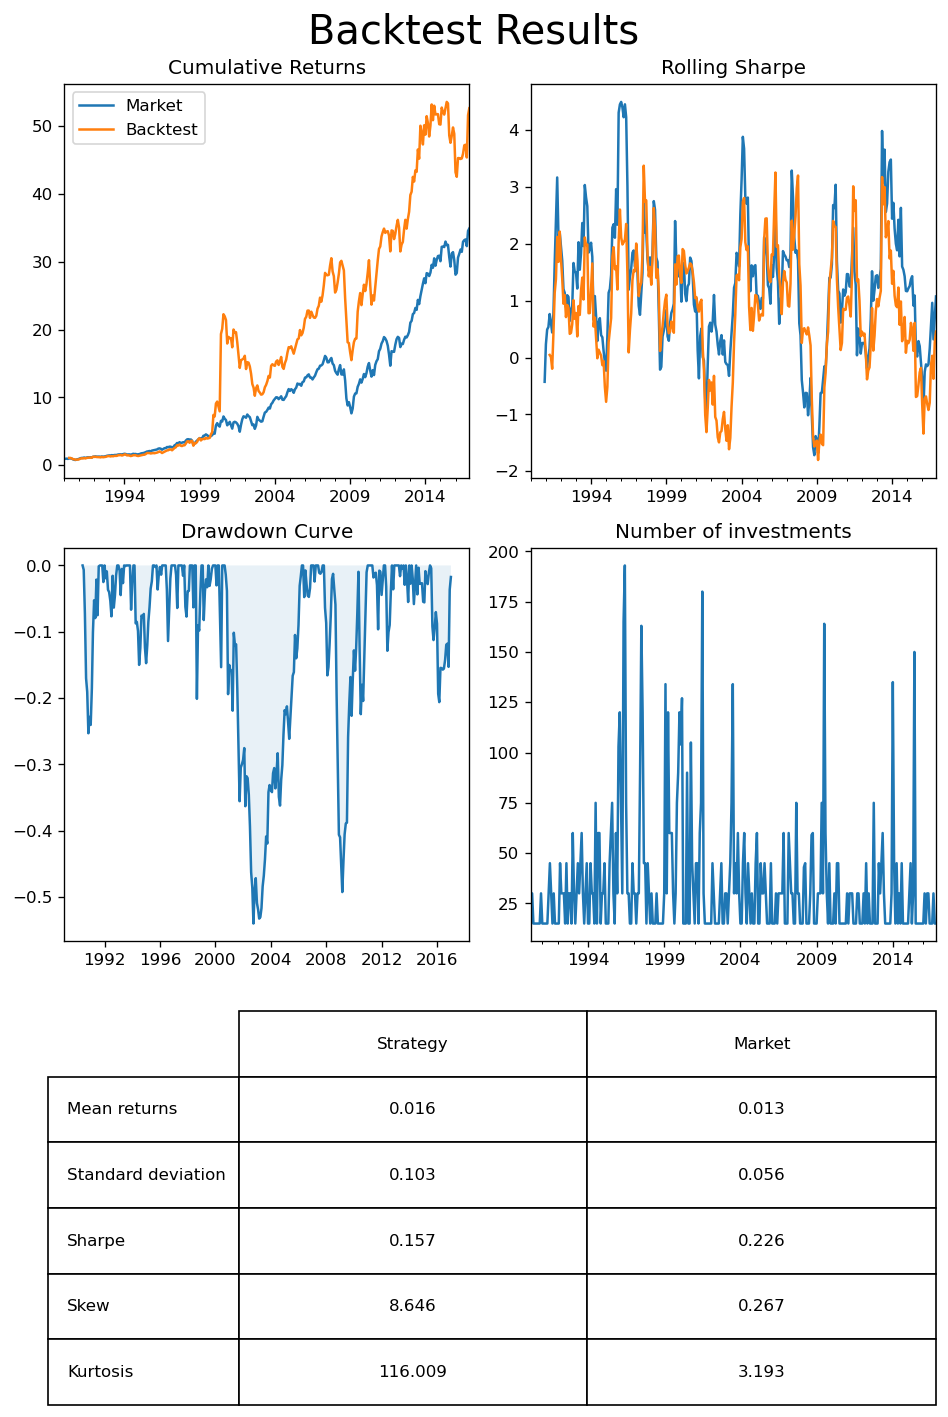 Backtest Results
Cumulative Returns
Market
Backtest
50
40
30
20
10
0
1994 1999 2004 2009 2014
Rolling Sharpe
4
3
2
1
0
−1
−2
1994 1999 2004 2009 2014
Drawdown Curve
0.0
−0.1
−0.2
−0.3
−0.4
−0.5
1992 1996 2000 2004 2008 2012 2016
Number of investments
200
175
150
125
100
75
50
25
1994 1999 2004 2009 2014
Strategy Market
Mean returns 0.016 0.013
Standard deviation 0.103 0.056
Sharpe 0.157 0.226
Skew 8.646 0.267
Kurtosis 116.009 3.193